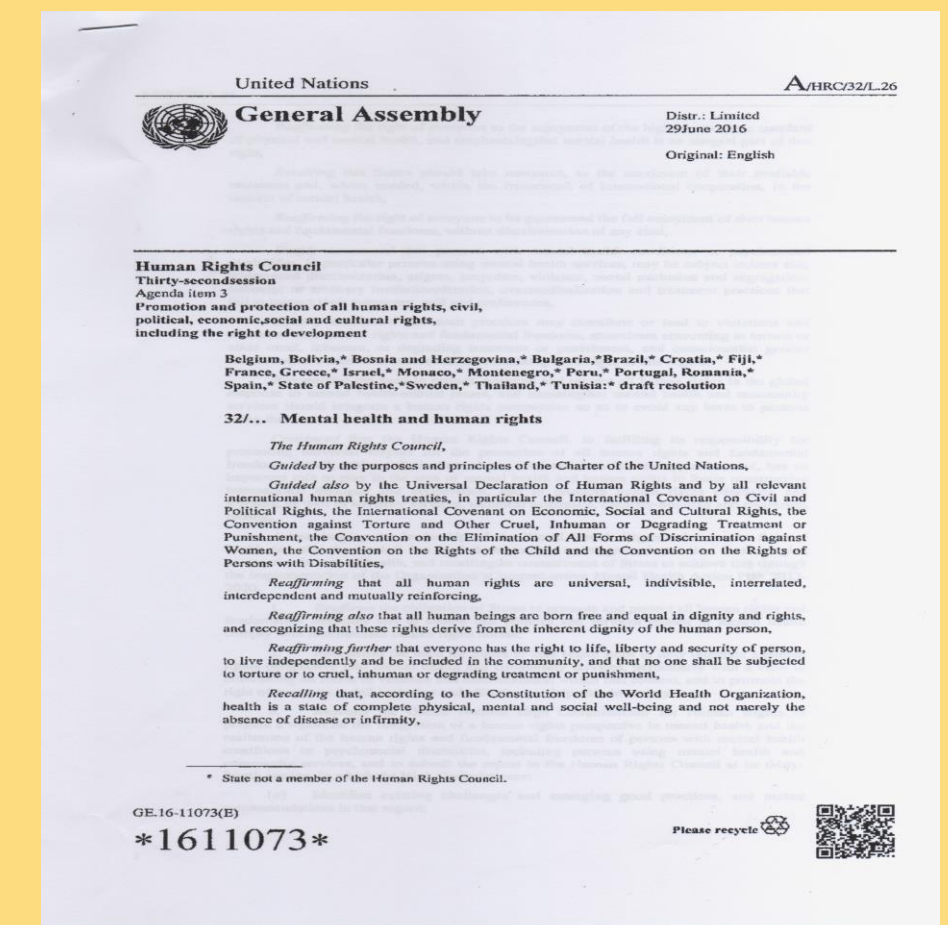 United Nations
A/HRC/32/L.26
General Assembly
Distr.: Limited
29June 2016
Original: English
Human Rights Council
Thirty-secondsession
Agenda item 3
Promotion and protection of all human rights, civil,
political, economic,social and cultural rights,
including the right to development
Belgium, Bolivia,* Bosnia and Herzegovina,* Bulgaria,*Brazil,* Croatia,* Fiji,*
France, Greece,* Israel,* Monaco,* Montenegro,* Peru,* Portugal, Romania,*
Spain,* State of Palestine,*Sweden,* Thailand,* Tunisia:* draft resolution
32/... Mental health and human rights
The Human Rights Council,
Guided by the purposes and principles of the Charter of the United Nations,
Guided also by the Universal Declaration of Human Rights and by all relevant
international human rights treaties, in particular the International Covenant on Civil and
Political Rights, the International Covenant on Economic, Social and Cultural Rights, the
Convention against Torture and Other Cruel, Inhuman or Degrading Treatment or
Punishment, the Convention on the Elimination of All Forms of Discrimination against
Women, the Convention on the Rights of the Child and the Convention on the Rights of
Persons with Disabilities,
Reaffirming that all human rights are universal, indivisible, interrelated,
interdependent and mutually reinforcing,
Reaffirming also that all human beings are born free and equal in dignity and rights,
and recognizing that these rights derive from the inherent dignity of the human person,
Reaffirming further that everyone has the right to life, liberty and security of person,
to live independently and be included in the community, and that no one shall be subjected
to torture or to cruel, inhuman or degrading treatment or punishment,
Recalling that, according to the Constitution of the World Health Organization,
health is a state of complete physical, mental and social well-being and not merely the
absence of disease or infirmity,
* State not a member of the Human Rights Council.
GE.16-11073(E)
*1611073*
Please recycle